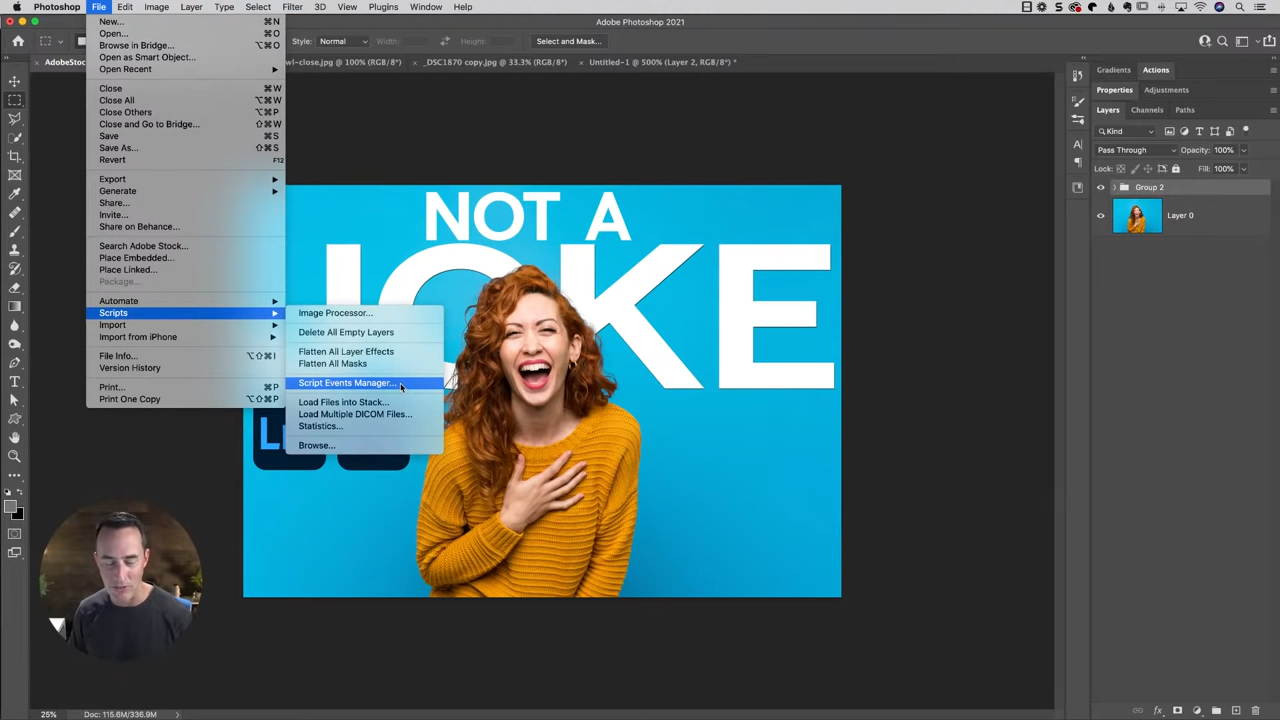 Photoshop File Edit Image Layer Type Select Filter 3D View Plugins Window Help
Adobe Photoshop 2021
Style: Normal Width: Height: Select and Mask...
wl-close.jpg @ 100% (RGB/8*) _DSC1870 copy.jpg @ 33.3% (RGB/8*) Untitled-1 @ 500% (Layer 2, RGB/8) *
New... ⌘N
Open... ⌘O
Browse in Bridge... ⌥⌘O
Open as Smart Object...
Open Recent
Close ⌘W
Close All ⌥⌘W
Close Others ⌥⌘P
Close and Go to Bridge... ⇧⌘W
Save ⌘S
Save As... ⇧⌘S
Revert F12
Export
Generate
Share...
Invite...
Share on Behance...
Search Adobe Stock...
Place Embedded...
Place Linked...
Package...
Automate
Scripts
Import
Import from iPhone
File Info... ⌥⇧⌘I
Version History
Print... ⌘P
Print One Copy ⌥⇧⌘P
Image Processor...
Delete All Empty Layers
Flatten All Layer Effects
Flatten All Masks
Script Events Manager...
Load Files into Stack...
Load Multiple DICOM Files...
Statistics...
Browse...
NOT A
JOKE
Gradients Actions
Properties Adjustments
Layers Channels Paths
Kind
Pass Through Opacity: 100%
Lock: Fill: 100%
Group 2
Layer 0
25% Doc: 115.6M/336.9M